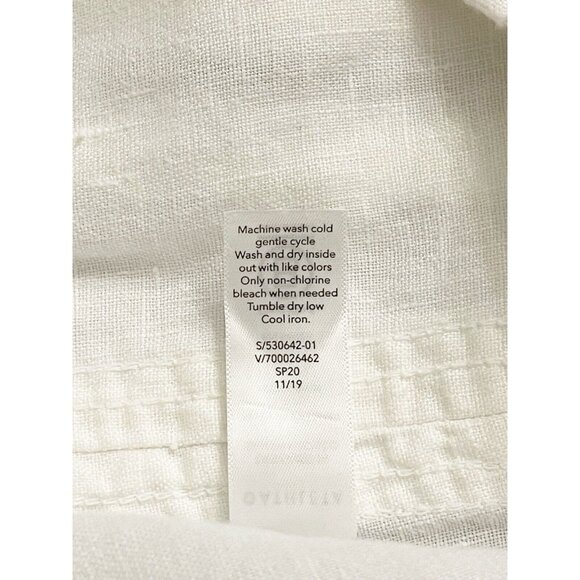 Machine wash cold
gentle cycle
Wash and dry inside
out with like colors
Only non-chlorine
bleach when needed
Tumble dry low
Cool iron.
S/530642-01
V/700026462
SP20
11/19